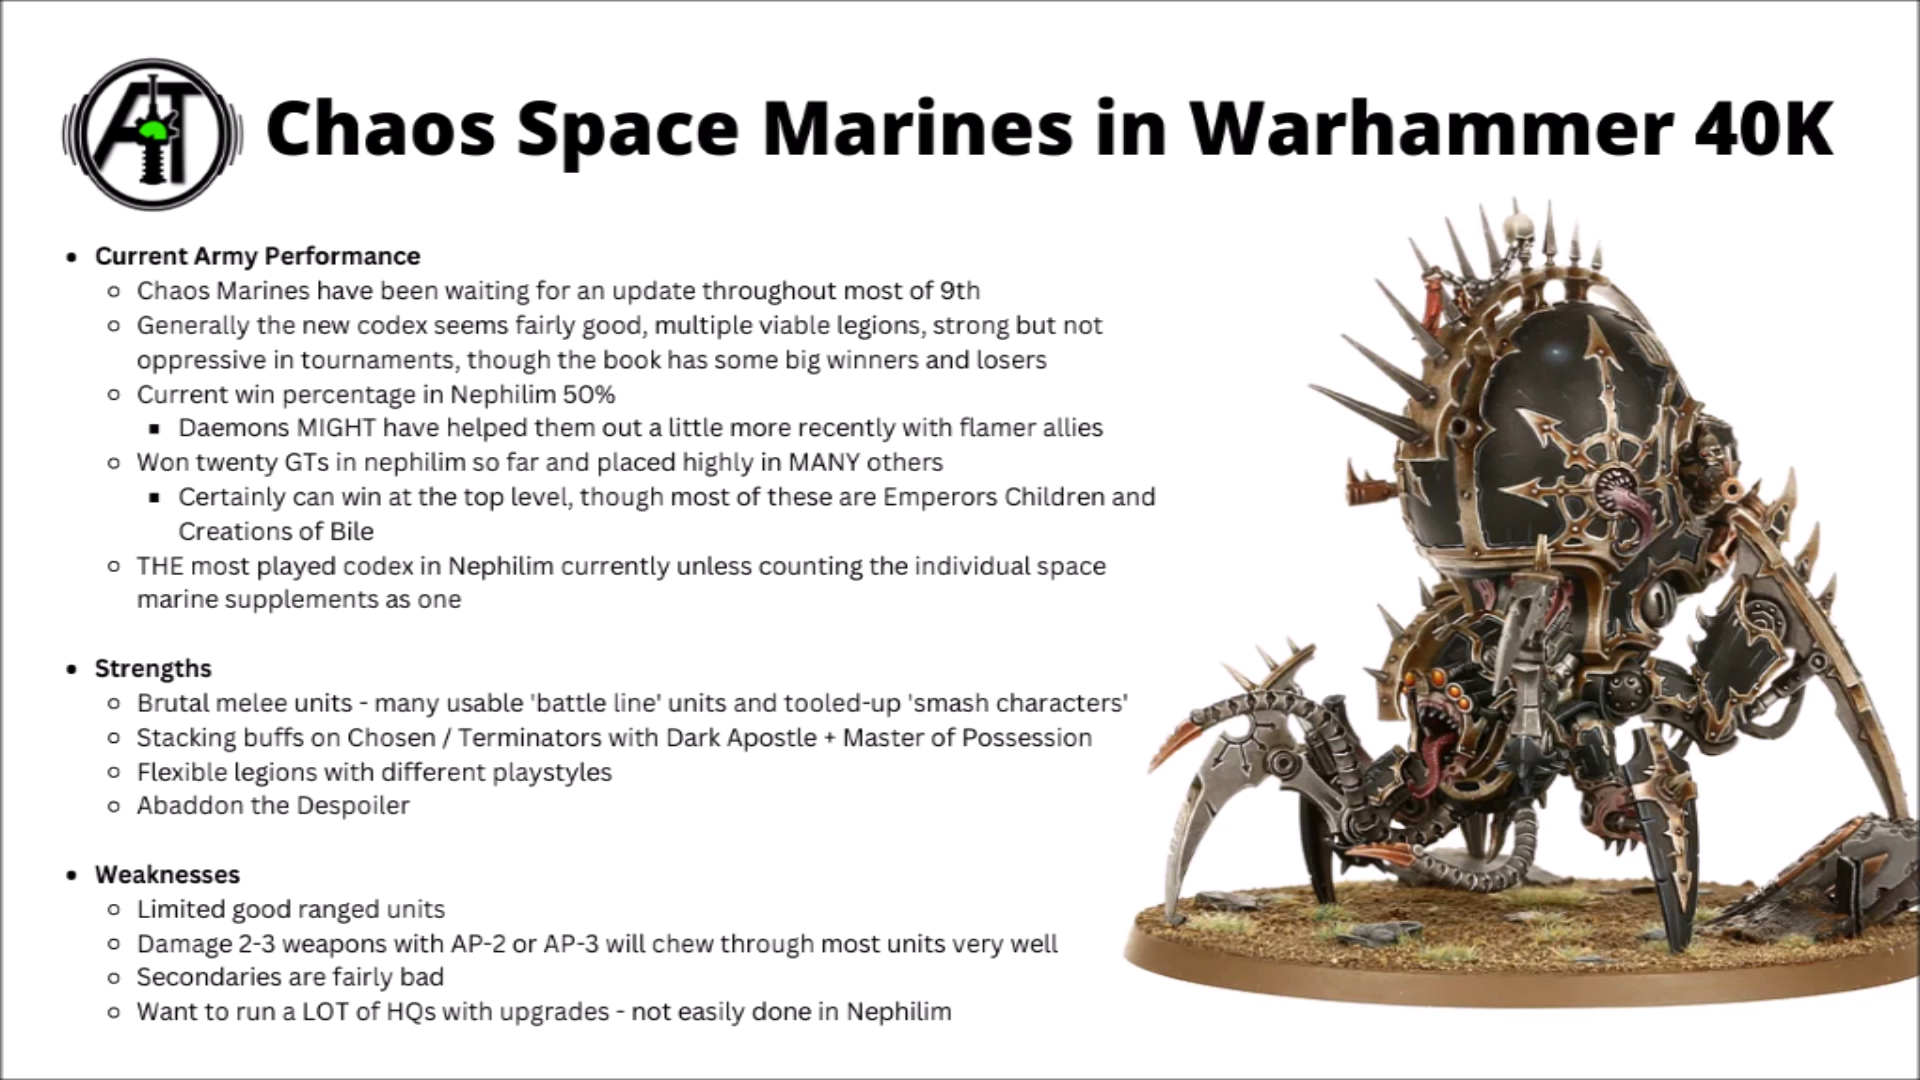 AT
Chaos Space Marines in Warhammer 40K
• Current Army Performance
○ Chaos Marines have been waiting for an update throughout most of 9th
○ Generally the new codex seems fairly good, multiple viable legions, strong but not
oppressive in tournaments, though the book has some big winners and losers
○ Current win percentage in Nephilim 50%
▪ Daemons MIGHT have helped them out a little more recently with flamer allies
○ Won twenty GTs in nephilim so far and placed highly in MANY others
▪ Certainly can win at the top level, though most of these are Emperors Children and
Creations of Bile
○ THE most played codex in Nephilim currently unless counting the individual space
marine supplements as one
• Strengths
○ Brutal melee units - many usable 'battle line' units and tooled-up 'smash characters'
○ Stacking buffs on Chosen / Terminators with Dark Apostle + Master of Possession
○ Flexible legions with different playstyles
○ Abaddon the Despoiler
• Weaknesses
○ Limited good ranged units
○ Damage 2-3 weapons with AP-2 or AP-3 will chew through most units very well
○ Secondaries are fairly bad
○ Want to run a LOT of HQs with upgrades - not easily done in Nephilim